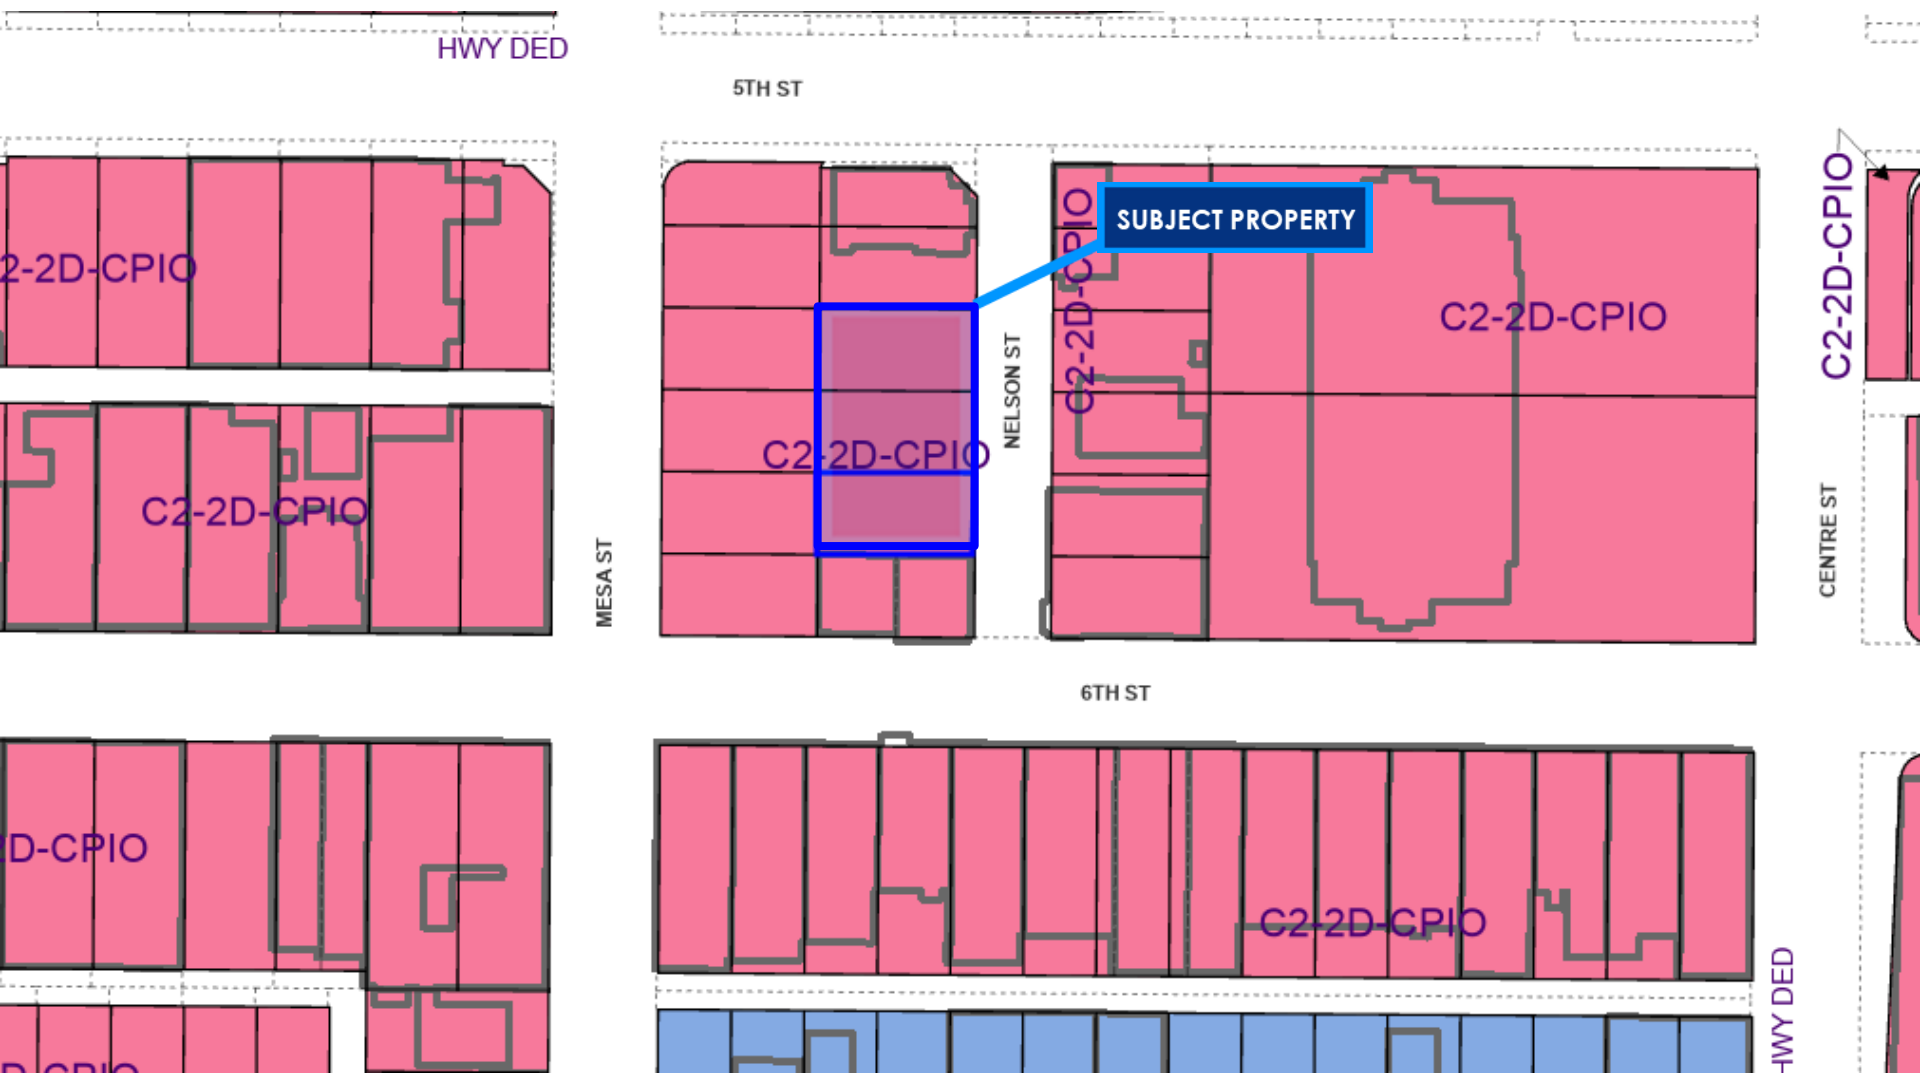 HWY DED
5TH ST
C2-2D-CPIO
SUBJECT PROPERTY
C2-2D-CPIO
2-2D-CPIO
C2-2D-CPIO
NELSON ST
C2-2D-CPIO
C2-2D-CPIO
MESA ST
CENTRE ST
6TH ST
D-CPIO
C2-2D-CPIO
HWY DED
D-CPIO